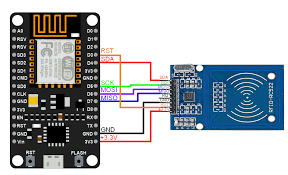 A0
RSV
RSV
SD3
SD2
SD1
CMD
SD0
CLK
GND
3V3
EN
RST
GND
Vin
D0
D1
D2
D3
D4
3V3
GND
D5
D6
D7
D8
RX
TX
GND
3V3
RST
FLASH
RST
SDA
SCK
MOSI
MISO
GND
+3.3V
RFID-RC522